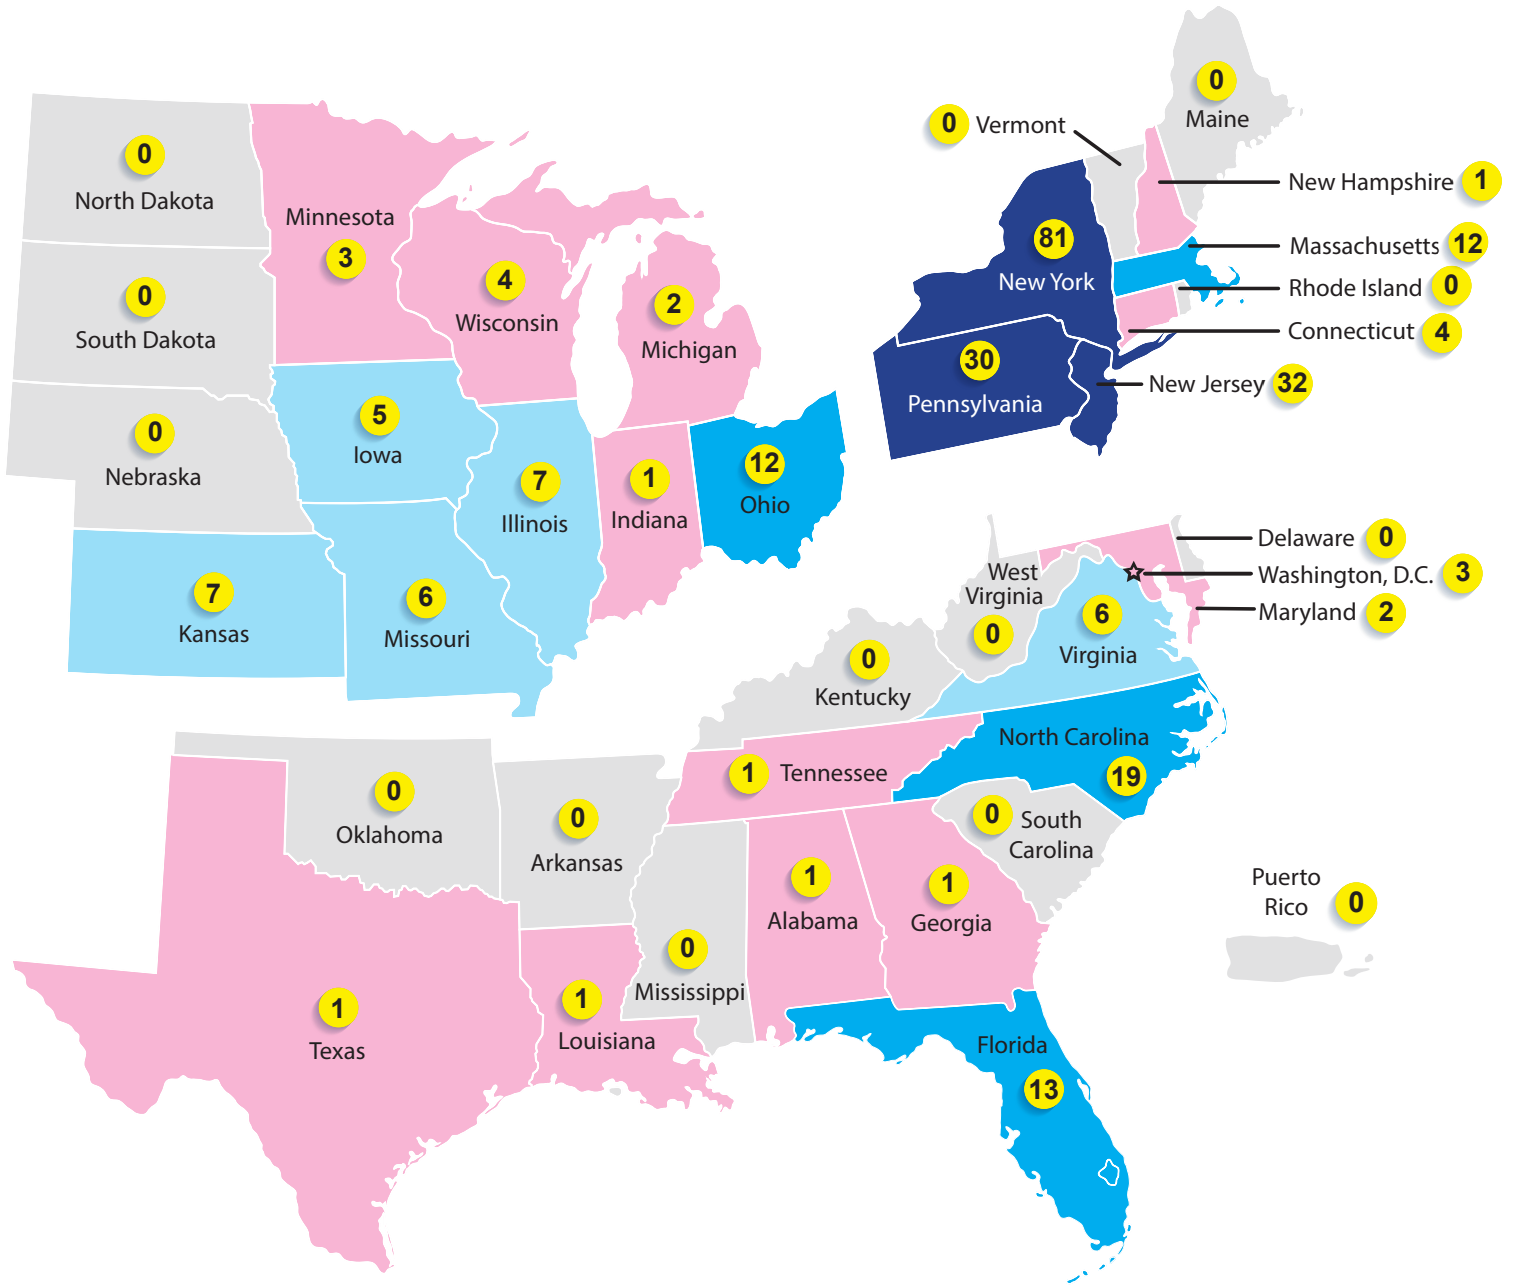 0
North Dakota
Minnesota
3
0
South Dakota
4
Wisconsin
2
Michigan
0
Nebraska
5
Iowa
7
Illinois
1
Indiana
12
Ohio
7
Kansas
6
Missouri
0
Maine
0 Vermont
New Hampshire 1
81
New York
Massachusetts 12
Rhode Island 0
Connecticut 4
30
Pennsylvania
New Jersey 32
Delaware 0
Washington, D.C. 3
Maryland 2
West
Virginia
0
6
Virginia
0
Kentucky
North Carolina
19
1 Tennessee
0 South
Carolina
0
Oklahoma
0
Arkansas
1
Alabama
1
Georgia
0
Mississippi
1
Texas
1
Louisiana
Florida
13
Puerto
Rico 0